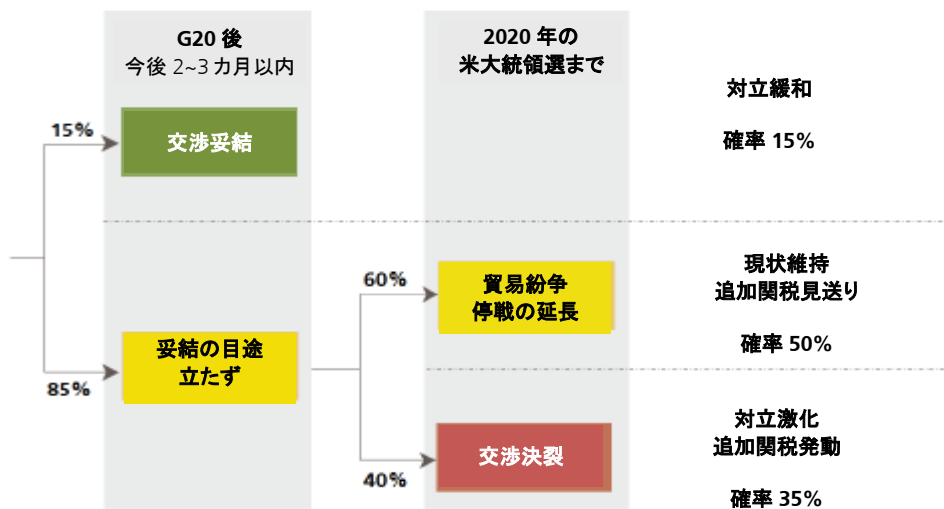 G20 後
今後 2~3 カ月以内
2020 年の
米大統領選まで
15%
交渉妥結
対立緩和
確率 15%
85%
妥結の目途
立たず
60%
貿易紛争
停戦の延長
現状維持
追加関税見送り
確率 50%
40%
交渉決裂
対立激化
追加関税発動
確率 35%